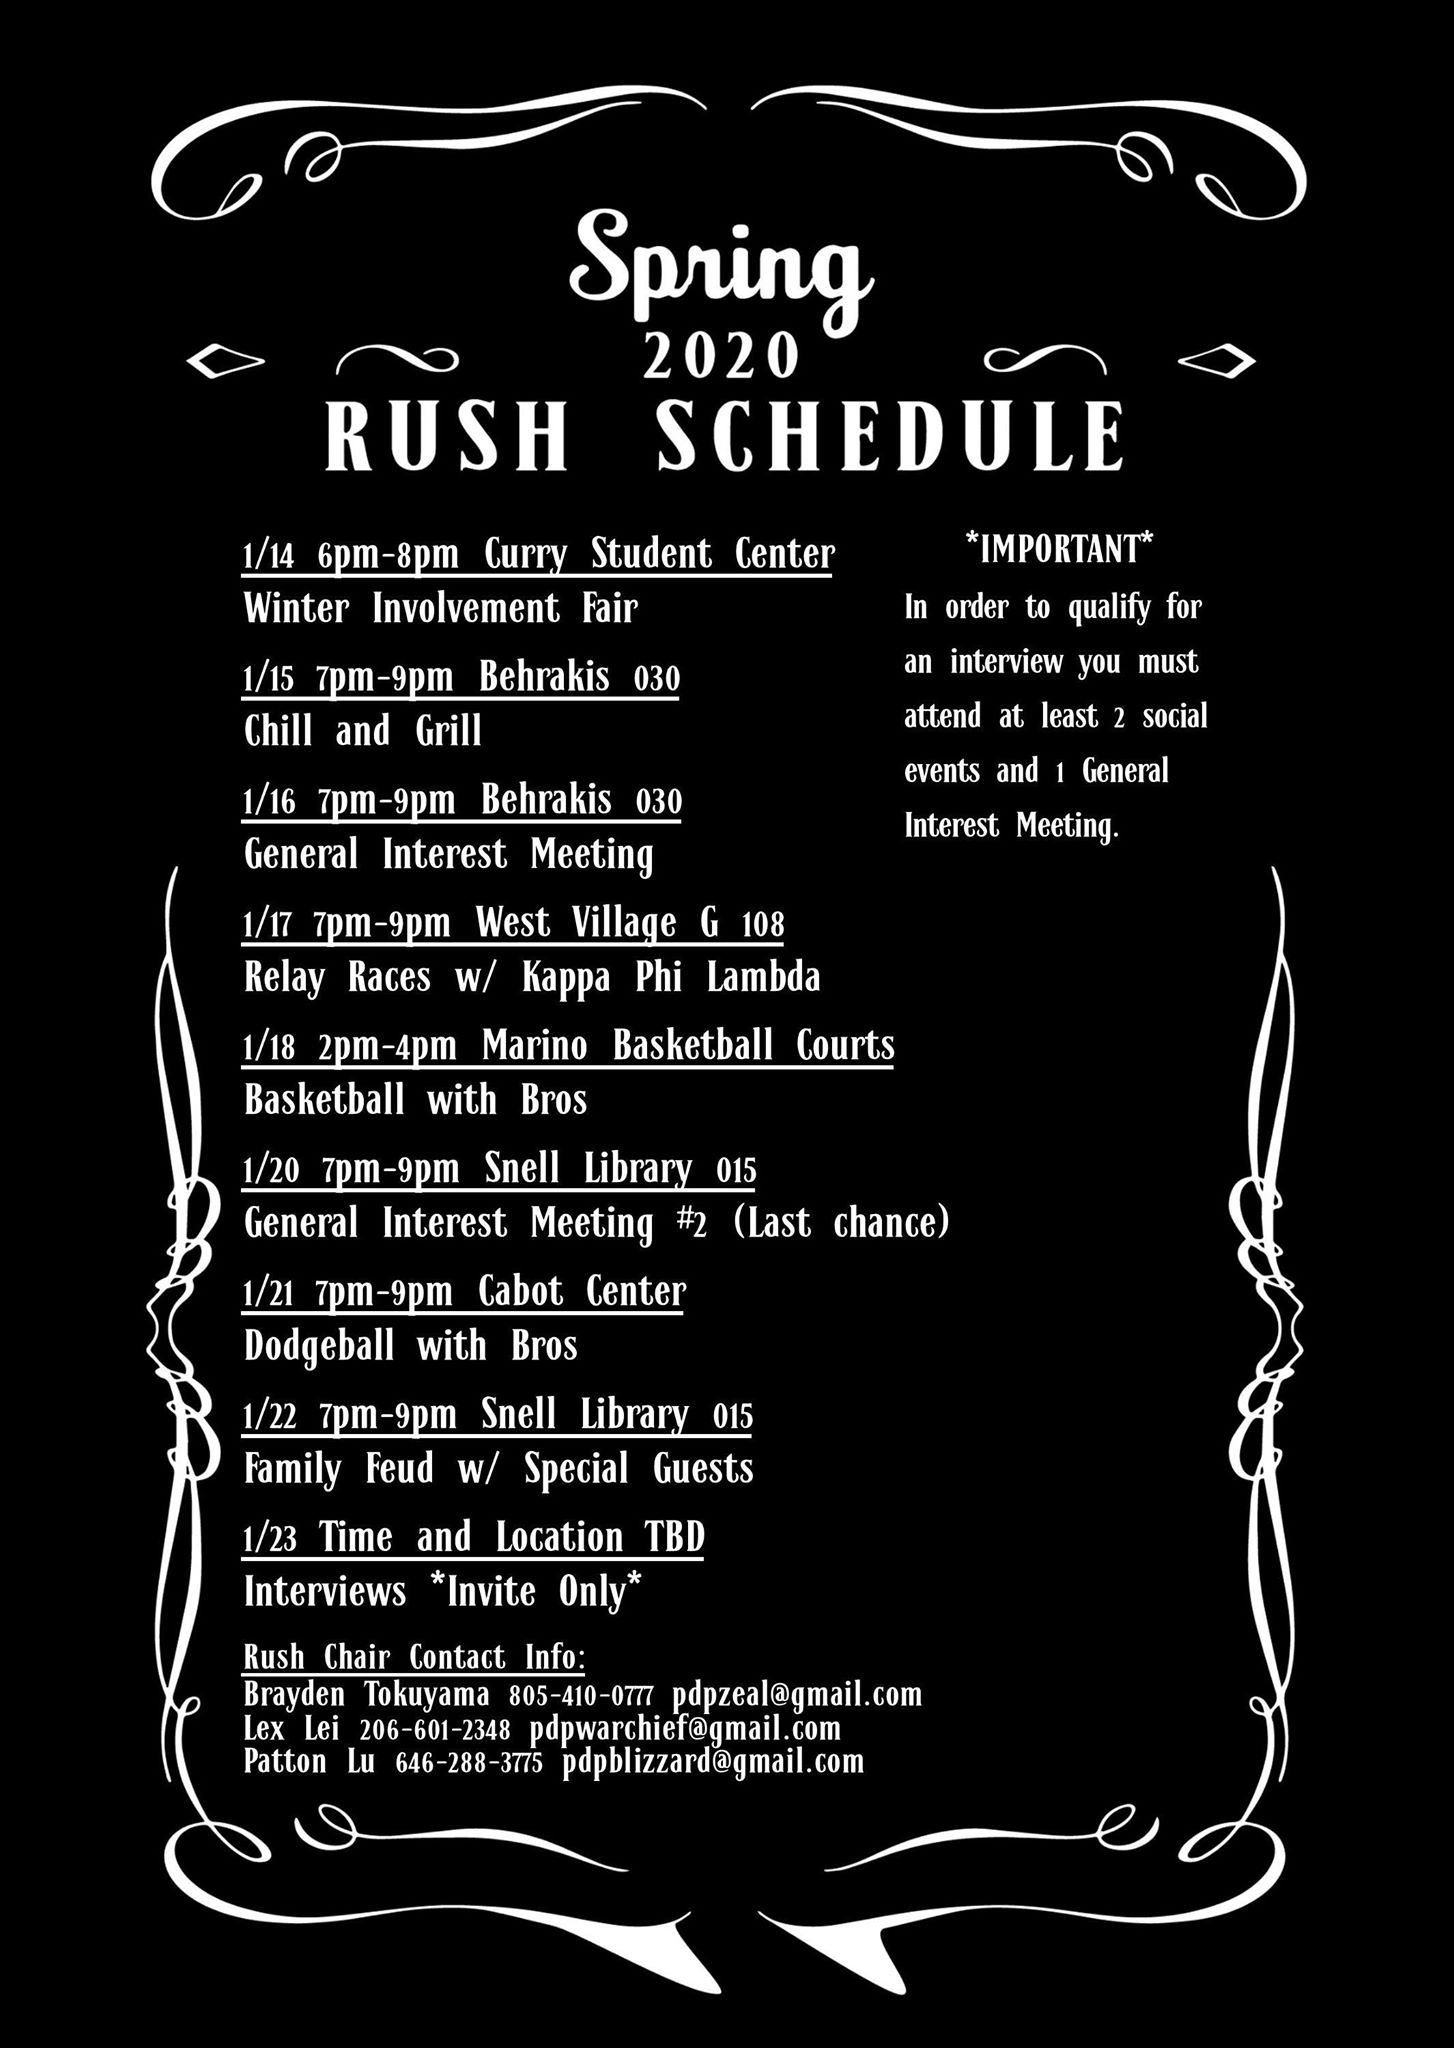 Spring
2020
RUSH SCHEDULE
1/14 6pm-8pm Curry Student Center
Winter Involvement Fair
1/15 7pm-9pm Behrakis 030
Chill and Grill
1/16 7pm-9pm Behrakis 030
General Interest Meeting
1/17 7pm-9pm West Village G 108
Relay Races w/ Kappa Phi Lambda
1/18 2pm-4pm Marino Basketball Courts
Basketball with Bros
1/20 7pm-9pm Snell Library 015
General Interest Meeting #2 (Last chance)
1/21 7pm-9pm Cabot Center
Dodgeball with Bros
1/22 7pm-9pm Snell Library 015
Family Feud w/ Special Guests
1/23 Time and Location TBD
Interviews *Invite Only*
*IMPORTANT*
In order to qualify for
an interview you must
attend at least 2 social
events and 1 General
Interest Meeting.
Rush Chair Contact Info:
Brayden Tokuyama 805-410-0777 pdpzeal@gmail.com
Lex Lei 206-601-2348 pdpwarchief@gmail.com
Patton Lu 646-288-3775 pdpblizzard@gmail.com